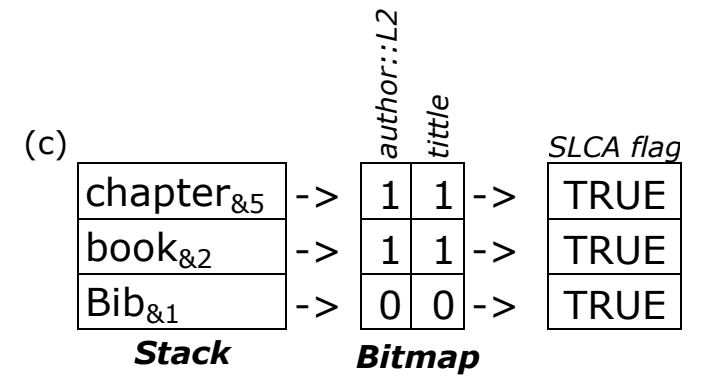 author::L2
tittle
(c)
SLCA flag
chapter&5 -> 1 1 -> TRUE
book&2 -> 1 1 -> TRUE
Bib&1 -> 0 0 -> TRUE
Stack Bitmap